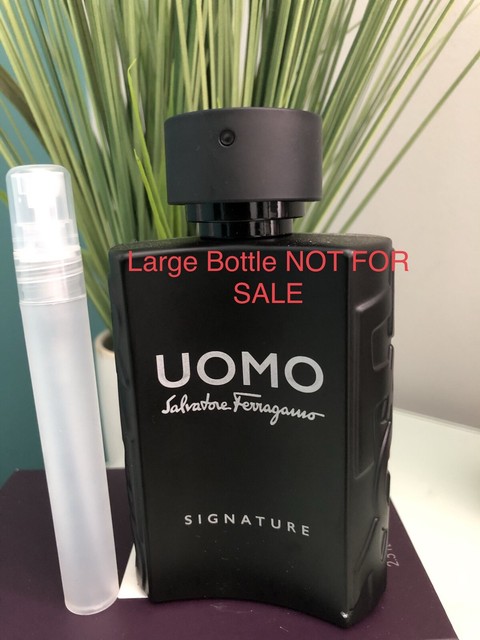 Large Bottle NOT FOR
SALE
UOMO
Salvatore Ferragamo
SIGNATURE